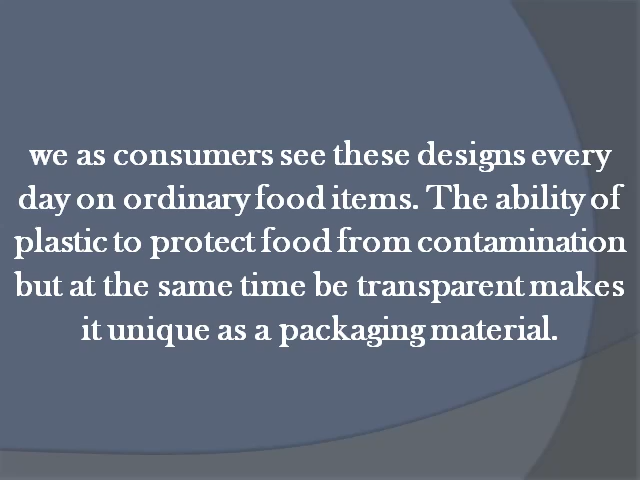 we as consumers see these designs every
day on ordinary food items. The ability of
plastic to protect food from contamination
but at the same time be transparent makes
it unique as a packaging material.